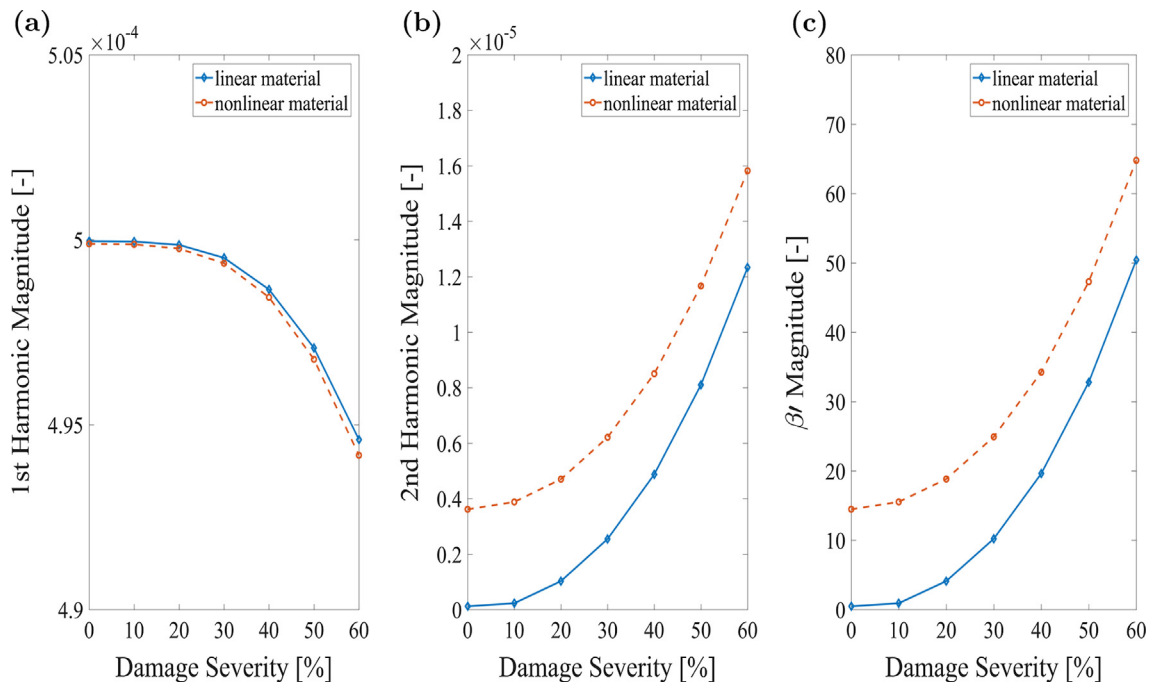 (a)
×10⁻⁴
5.05
5
4.95
4.9
1st Harmonic Magnitude [-]
linear material
nonlinear material
0 10 20 30 40 50 60
Damage Severity [%]
(b)
×10⁻⁵
2
1.8
1.6
1.4
1.2
1
0.8
0.6
0.4
0.2
0
2nd Harmonic Magnitude [-]
linear material
nonlinear material
0 10 20 30 40 50 60
Damage Severity [%]
(c)
80
70
60
50
40
30
20
10
0
β′ Magnitude [-]
linear material
nonlinear material
0 10 20 30 40 50 60
Damage Severity [%]